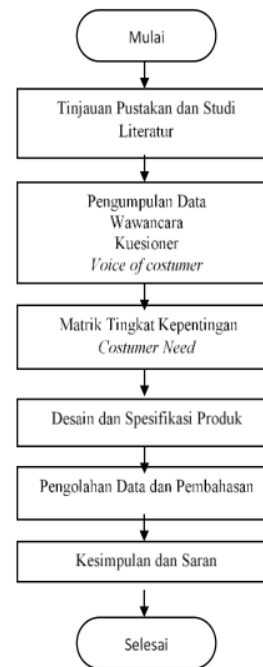 Mulai
Tinjauan Pustakan dan Studi
Literatur
Pengumpulan Data
Wawancara
Kuesioner
Voice of costumer
Matrik Tingkat Kepentingan
Costumer Need
Desain dan Spesifikasi Produk
Pengolahan Data dan Pembahasan
Kesimpulan dan Saran
Selesai